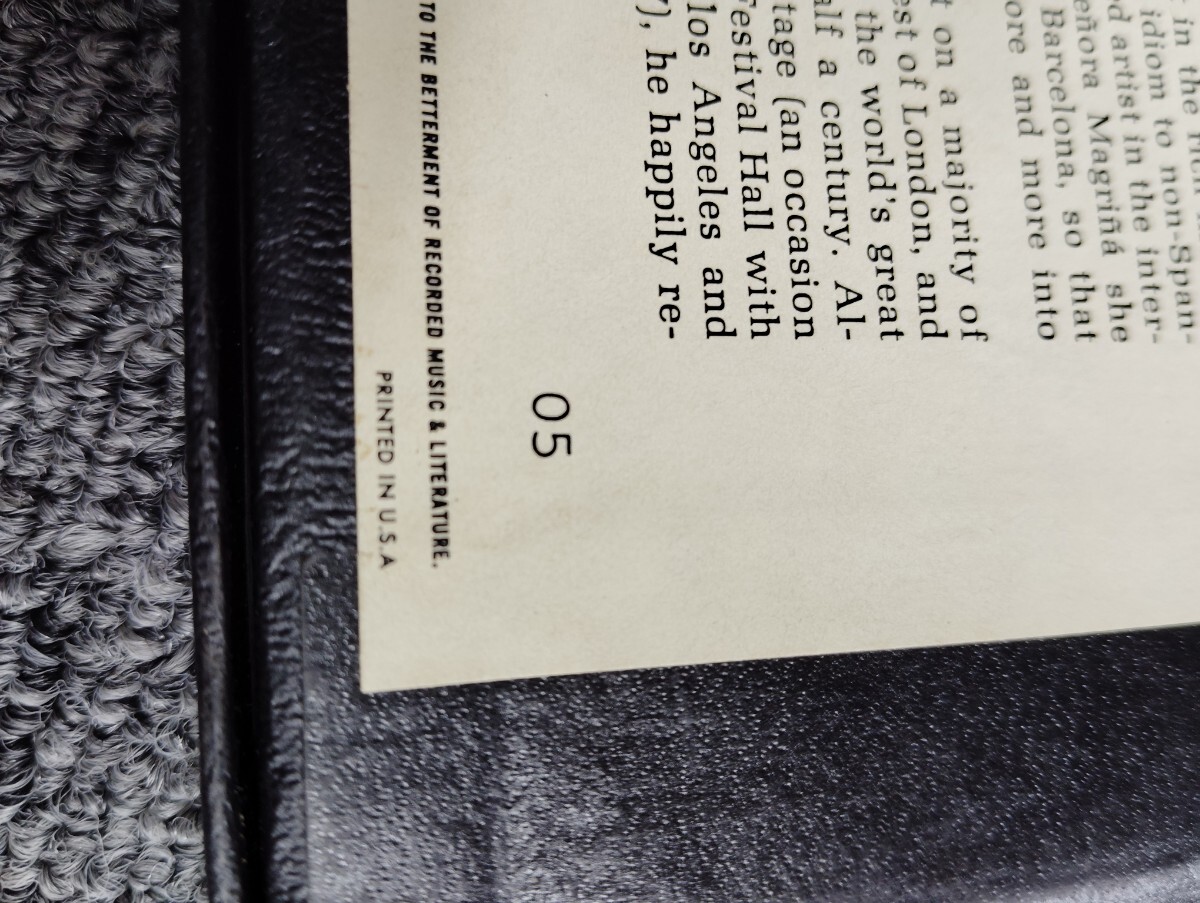 in the
idiom to non-Span-
d artist in the inter-
eñora Magriñá she
Barcelona, so that
ore and more into
t on a majority of
est of London, and
the world's great
alf a century. Al-
tage (an occasion
Festival Hall with
los Angeles and
7), he happily re-
05
TO THE BETTERMENT OF RECORDED MUSIC & LITERATURE.
PRINTED IN U.S.A